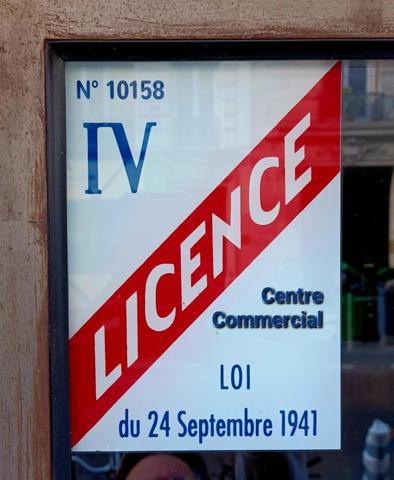 N° 10158
IV
LICENCE
Centre
Commercial
LOI
du 24 Septembre 1941